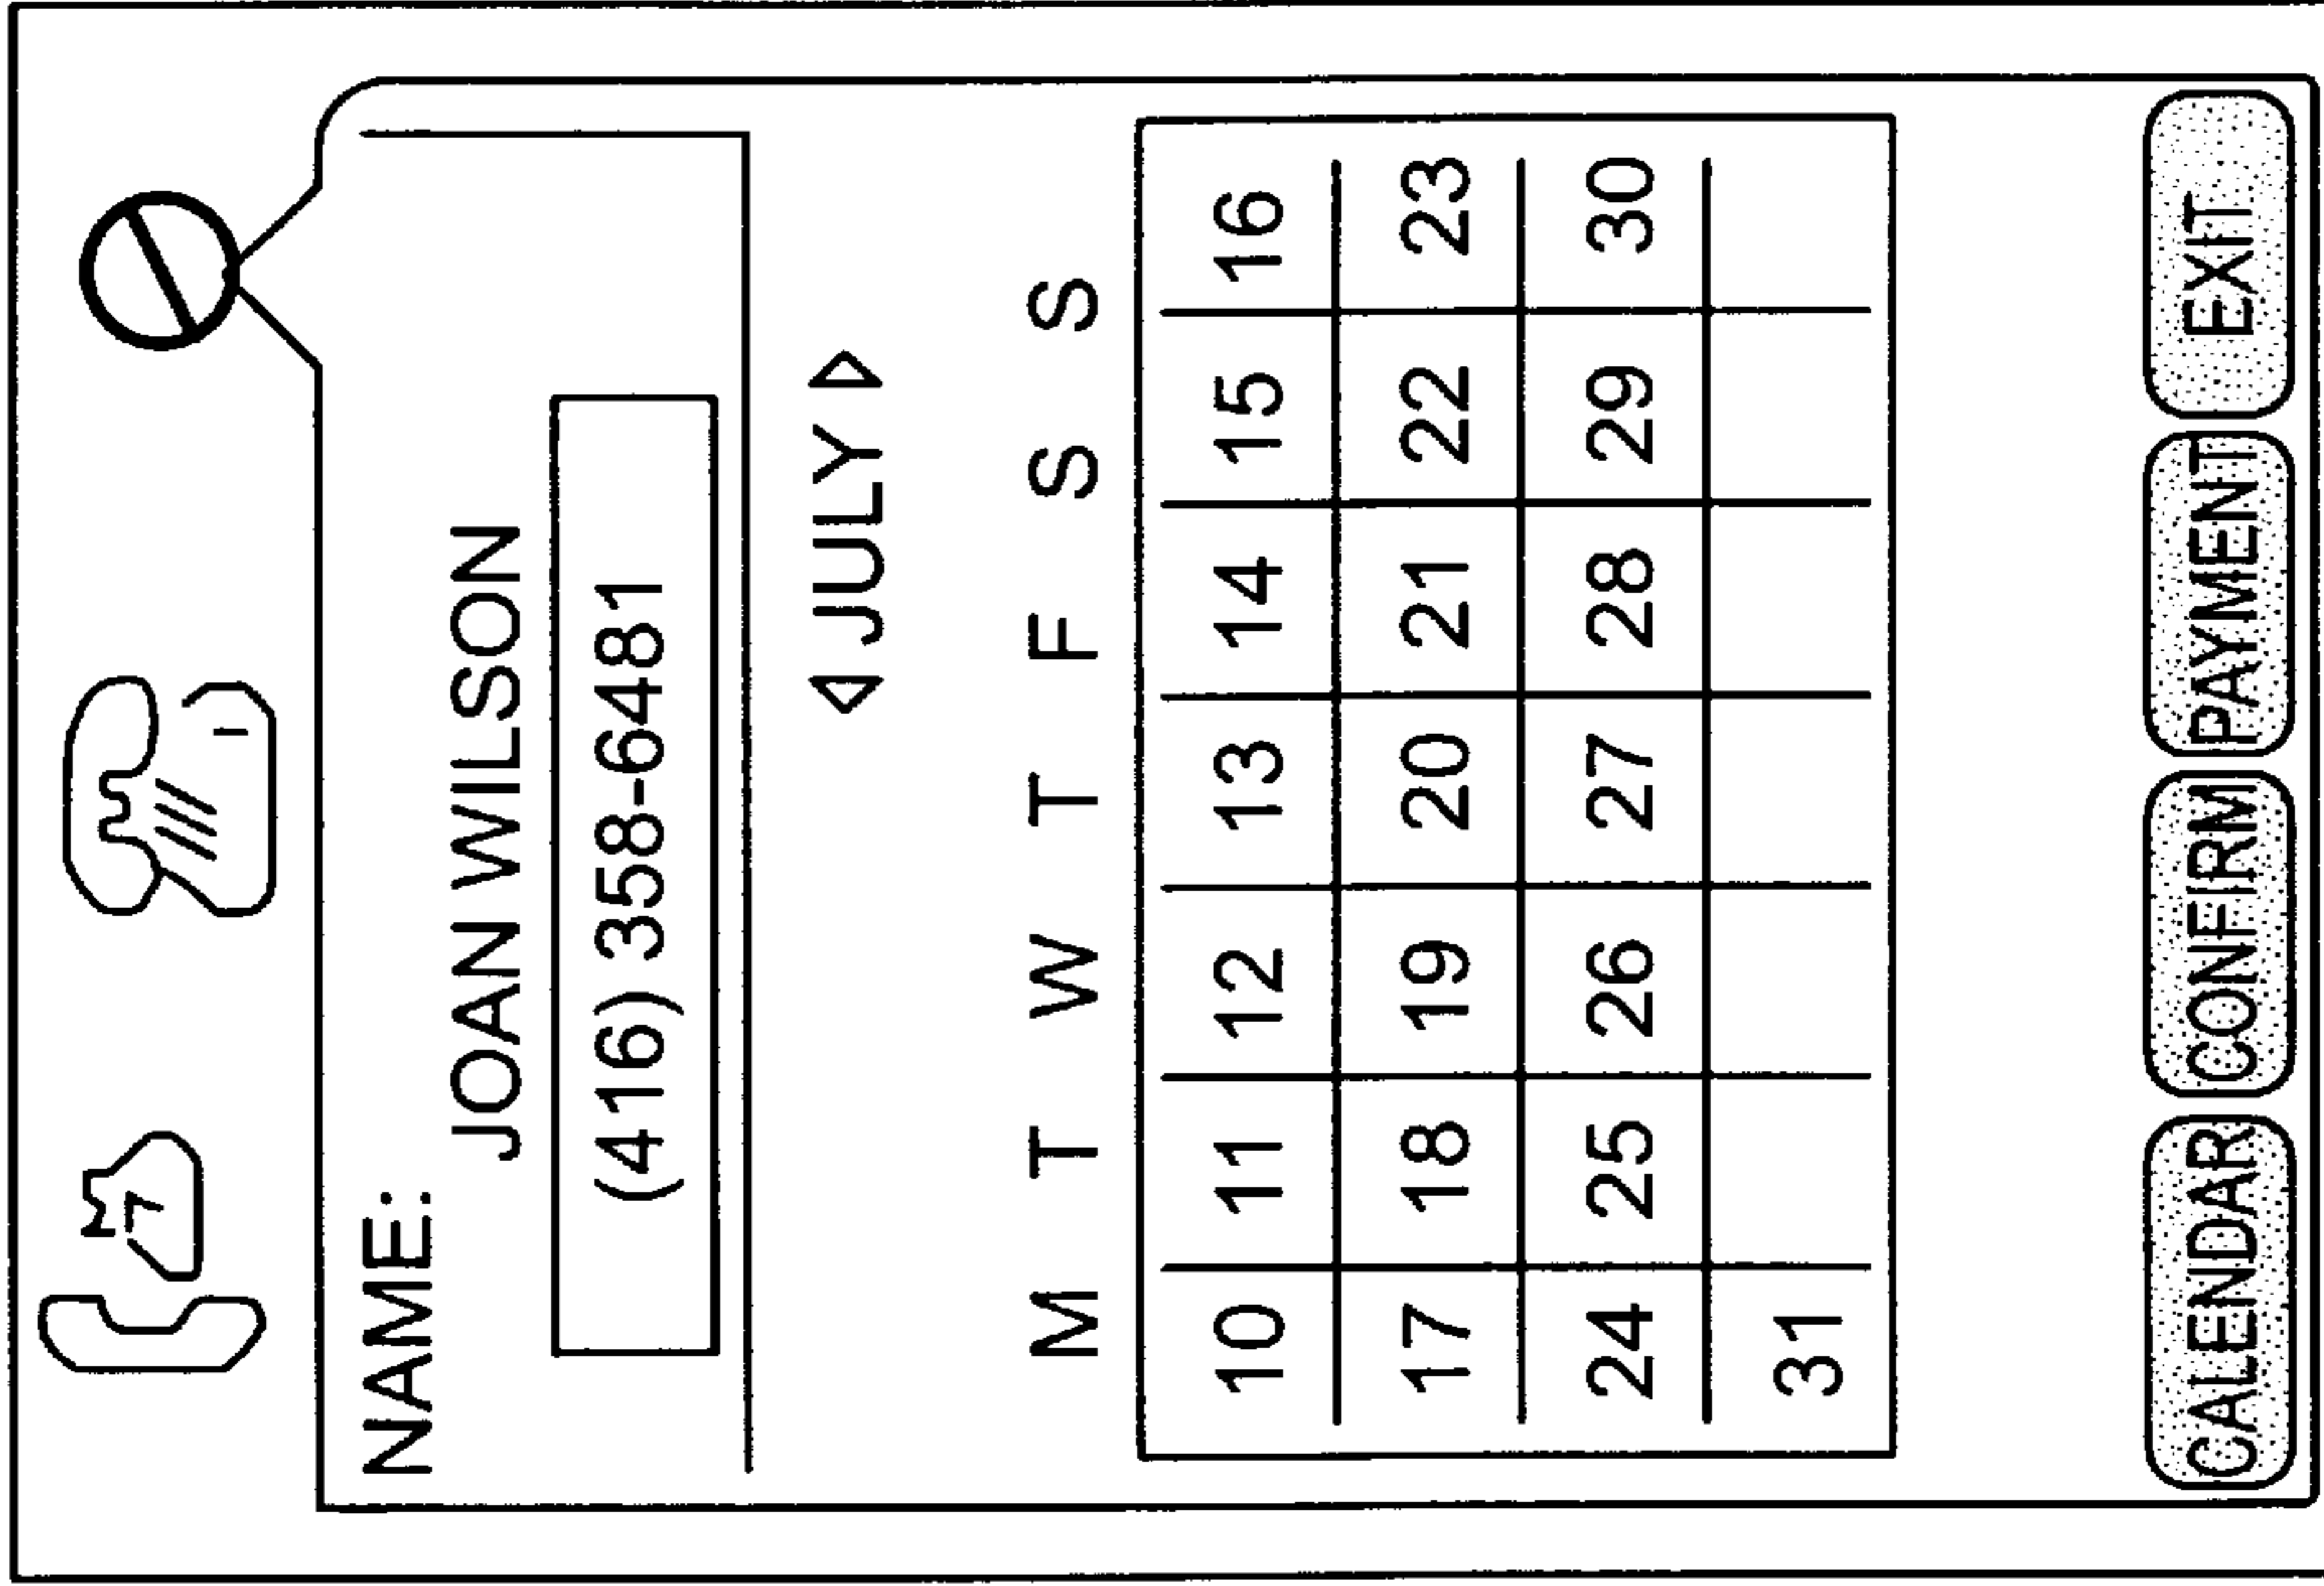 NAME:
JOAN WILSON
(416) 358-6481
JULY
M T W T F S S
10 11 12 13 14 15 16
17 18 19 20 21 22 23
24 25 26 27 28 29 30
31
CALENDAR CONFIRM PAYMENT EXIT